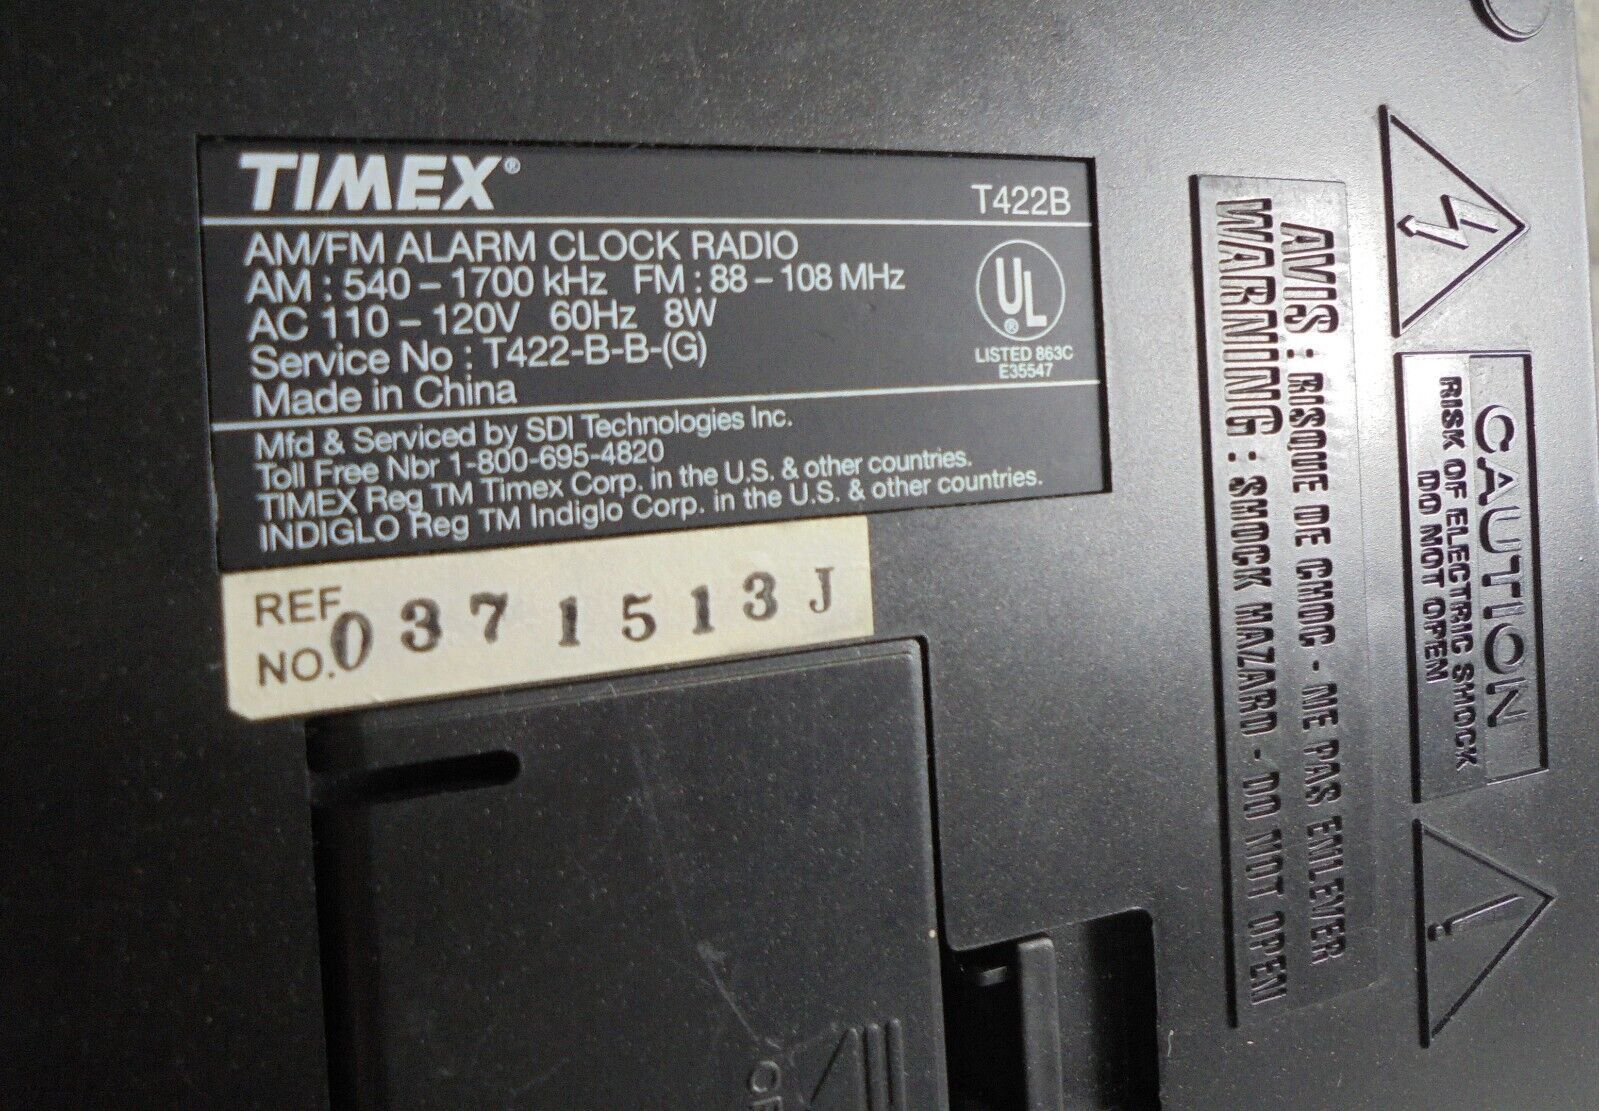 TIMEX®
T422B
AM/FM ALARM CLOCK RADIO
AM : 540 – 1700 kHz FM : 88 – 108 MHz
AC 110 – 120V 60Hz 8W
Service No : T422-B-B-(G)
Made in China
UL®
LISTED 863C
E35547
Mfd & Serviced by SDI Technologies Inc.
Toll Free Nbr 1-800-695-4820
TIMEX Reg TM Timex Corp. in the U.S. & other countries.
INDIGLO Reg TM Indiglo Corp. in the U.S. & other countries.
REF
NO. 0371513J
AVIS : RISQUE DE CHOC - NE PAS ENLEVER
WARNING : SHOCK HAZARD - DO NOT OPEN
CAUTION
RISK OF ELECTRIC SHOCK
DO NOT OPEN
!